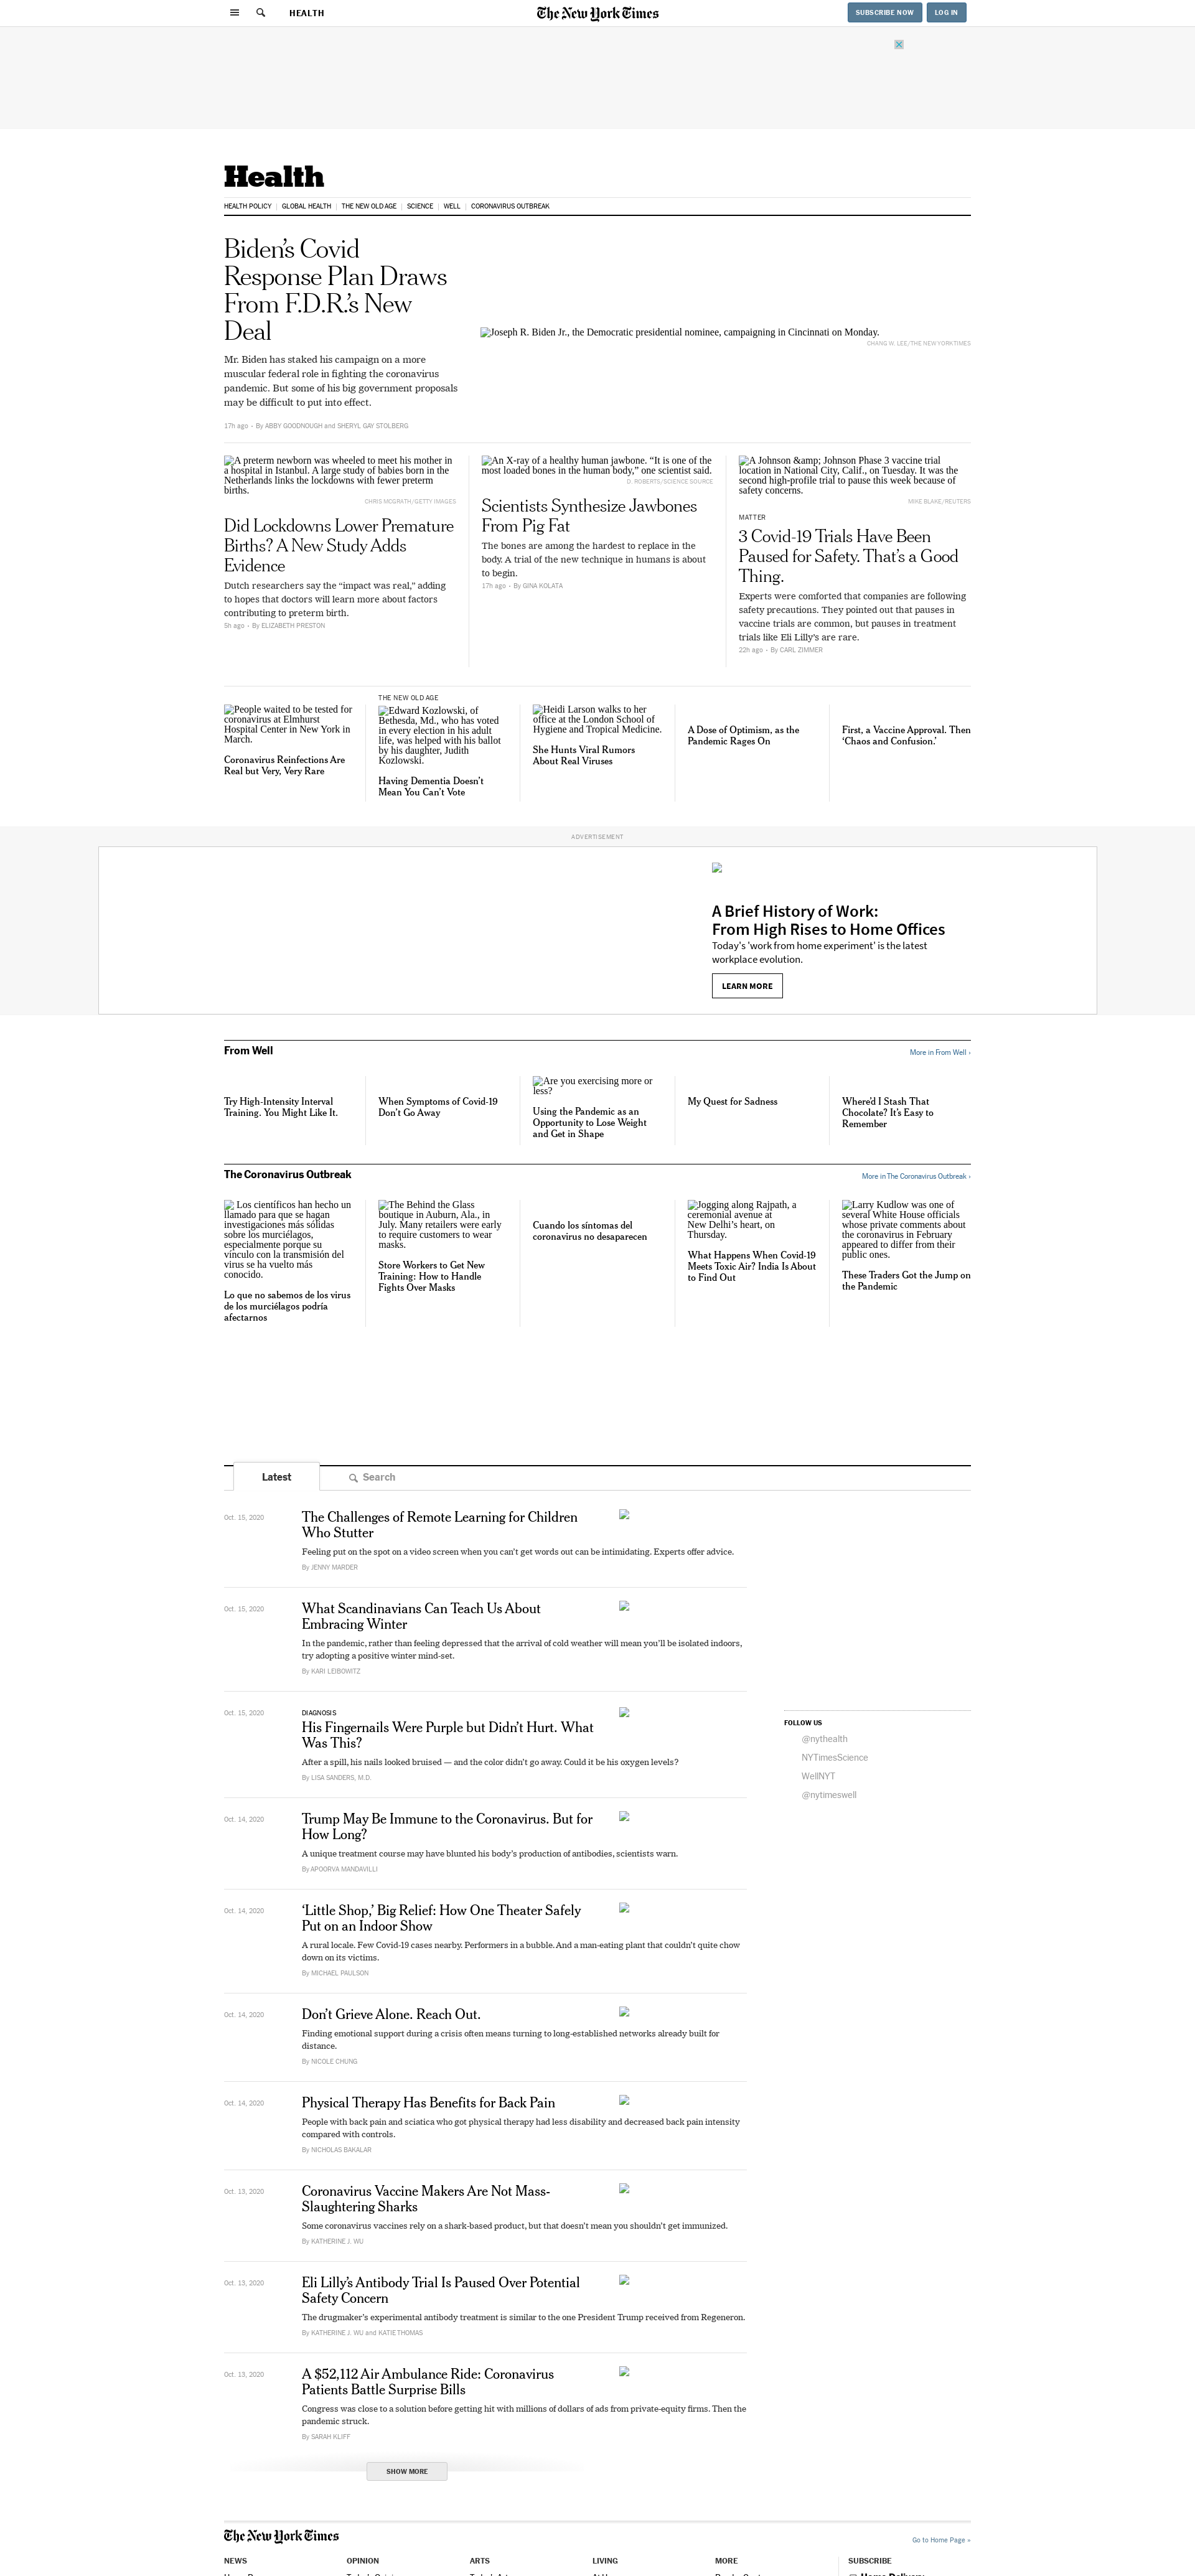 HEALTH
The New York Times
SUBSCRIBE NOW
LOG IN
Health
HEALTH POLICY
GLOBAL HEALTH
THE NEW OLD AGE
SCIENCE
WELL
CORONAVIRUS OUTBREAK
Biden's Covid
Response Plan Draws
From F.D.R.'s New
Deal
Mr. Biden has staked his campaign on a more
muscular federal role in fighting the coronavirus
pandemic. But some of his big government proposals
may be difficult to put into effect.
17h ago • By ABBY GOODNOUGH and SHERYL GAY STOLBERG
Joseph R. Biden Jr., the Democratic presidential nominee, campaigning in Cincinnati on Monday.
CHANG W. LEE/THE NEW YORK TIMES
A preterm newborn was wheeled to meet his mother in
a hospital in Istanbul. A large study of babies born in the
Netherlands links the lockdowns with fewer preterm
births.
CHRIS MCGRATH/GETTY IMAGES
Did Lockdowns Lower Premature
Births? A New Study Adds
Evidence
Dutch researchers say the "impact was real," adding
to hopes that doctors will learn more about factors
contributing to preterm birth.
5h ago • By ELIZABETH PRESTON
An X-ray of a healthy human jawbone. "It is one of the
most loaded bones in the human body," one scientist said.
D. ROBERTS/SCIENCE SOURCE
Scientists Synthesize Jawbones
From Pig Fat
The bones are among the hardest to replace in the
body. A trial of the new technique in humans is about
to begin.
17h ago • By GINA KOLATA
A Johnson &amp; Johnson Phase 3 vaccine trial
location in National City, Calif., on Tuesday. It was the
second high-profile trial to pause this week because of
safety concerns.
MIKE BLAKE/REUTERS
MATTER
3 Covid-19 Trials Have Been
Paused for Safety. That's a Good
Thing.
Experts were comforted that companies are following
safety precautions. They pointed out that pauses in
vaccine trials are common, but pauses in treatment
trials like Eli Lilly's are rare.
22h ago • By CARL ZIMMER
People waited to be tested for
coronavirus at Elmhurst
Hospital Center in New York in
March.
Coronavirus Reinfections Are
Real but Very, Very Rare
THE NEW OLD AGE
Edward Kozlowski, of
Bethesda, Md., who has voted
in every election in his adult
life, was helped with his ballot
by his daughter, Judith
Kozlowski.
Having Dementia Doesn't
Mean You Can't Vote
Heidi Larson walks to her
office at the London School of
Hygiene and Tropical Medicine.
She Hunts Viral Rumors
About Real Viruses
A Dose of Optimism, as the
Pandemic Rages On
First, a Vaccine Approval. Then
'Chaos and Confusion.'
ADVERTISEMENT
A Brief History of Work:
From High Rises to Home Offices
Today's 'work from home experiment' is the latest
workplace evolution.
LEARN MORE
From Well
More in From Well ›
Try High-Intensity Interval
Training. You Might Like It.
When Symptoms of Covid-19
Don't Go Away
Are you exercising more or
less?
Using the Pandemic as an
Opportunity to Lose Weight
and Get in Shape
My Quest for Sadness
Where'd I Stash That
Chocolate? It's Easy to
Remember
The Coronavirus Outbreak
More in The Coronavirus Outbreak ›
Los científicos han hecho un
llamado para que se hagan
investigaciones más sólidas
sobre los murciélagos,
especialmente porque su
vínculo con la transmisión del
virus se ha vuelto más
conocido.
Lo que no sabemos de los virus
de los murciélagos podría
afectarnos
The Behind the Glass
boutique in Auburn, Ala., in
July. Many retailers were early
to require customers to wear
masks.
Store Workers to Get New
Training: How to Handle
Fights Over Masks
Cuando los síntomas del
coronavirus no desaparecen
Jogging along Rajpath, a
ceremonial avenue at
New Delhi's heart, on
Thursday.
What Happens When Covid-19
Meets Toxic Air? India Is About
to Find Out
Larry Kudlow was one of
several White House officials
whose private comments about
the coronavirus in February
appeared to differ from their
public ones.
These Traders Got the Jump on
the Pandemic
Latest
Search
Oct. 15, 2020
The Challenges of Remote Learning for Children
Who Stutter
Feeling put on the spot on a video screen when you can't get words out can be intimidating. Experts offer advice.
By JENNY MARDER
Oct. 15, 2020
What Scandinavians Can Teach Us About
Embracing Winter
In the pandemic, rather than feeling depressed that the arrival of cold weather will mean you'll be isolated indoors,
try adopting a positive winter mind-set.
By KARI LEIBOWITZ
Oct. 15, 2020
DIAGNOSIS
His Fingernails Were Purple but Didn't Hurt. What
Was This?
After a spill, his nails looked bruised — and the color didn't go away. Could it be his oxygen levels?
By LISA SANDERS, M.D.
FOLLOW US
@nythealth
NYTimesScience
WellNYT
@nytimeswell
Oct. 14, 2020
Trump May Be Immune to the Coronavirus. But for
How Long?
A unique treatment course may have blunted his body's production of antibodies, scientists warn.
By APOORVA MANDAVILLI
Oct. 14, 2020
'Little Shop,' Big Relief: How One Theater Safely
Put on an Indoor Show
A rural locale. Few Covid-19 cases nearby. Performers in a bubble. And a man-eating plant that couldn't quite chow
down on its victims.
By MICHAEL PAULSON
Oct. 14, 2020
Don't Grieve Alone. Reach Out.
Finding emotional support during a crisis often means turning to long-established networks already built for
distance.
By NICOLE CHUNG
Oct. 14, 2020
Physical Therapy Has Benefits for Back Pain
People with back pain and sciatica who got physical therapy had less disability and decreased back pain intensity
compared with controls.
By NICHOLAS BAKALAR
Oct. 13, 2020
Coronavirus Vaccine Makers Are Not Mass-
Slaughtering Sharks
Some coronavirus vaccines rely on a shark-based product, but that doesn't mean you shouldn't get immunized.
By KATHERINE J. WU
Oct. 13, 2020
Eli Lilly's Antibody Trial Is Paused Over Potential
Safety Concern
The drugmaker's experimental antibody treatment is similar to the one President Trump received from Regeneron.
By KATHERINE J. WU and KATIE THOMAS
Oct. 13, 2020
A $52,112 Air Ambulance Ride: Coronavirus
Patients Battle Surprise Bills
Congress was close to a solution before getting hit with millions of dollars of ads from private-equity firms. Then the
pandemic struck.
By SARAH KLIFF
SHOW MORE
The New York Times
Go to Home Page »
NEWS
OPINION
ARTS
LIVING
MORE
SUBSCRIBE